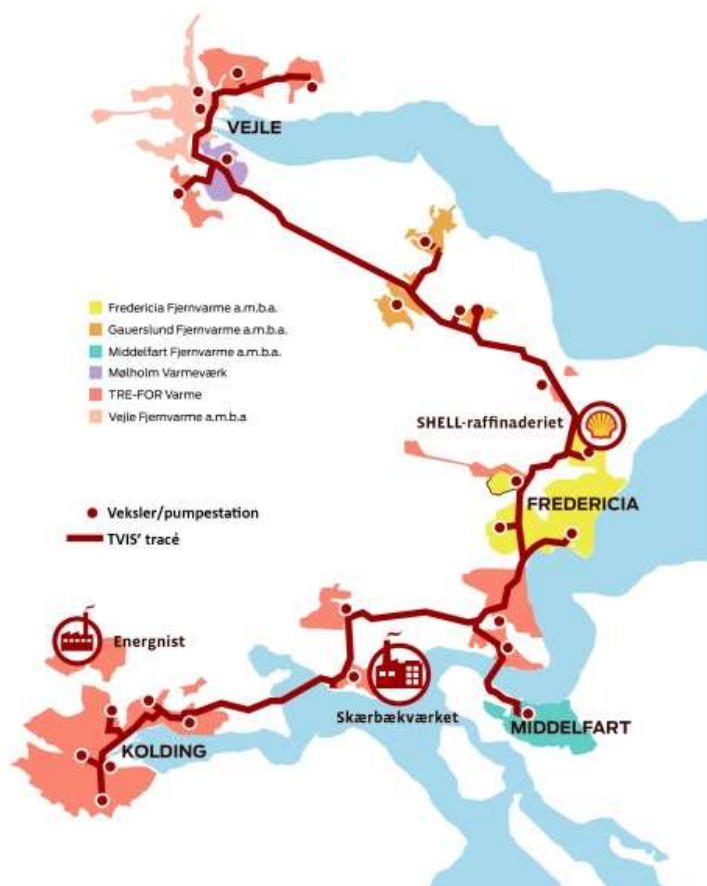 VEJLE
Fredericia Fjernvarme a.m.b.a.
Gauerslund Fjernvarme a.m.b.a.
Middelfart Fjernvarme a.m.b.a.
Mølholm Varmeværk
TRE-FOR Varme
Vejle Fjernvarme a.m.b.a
SHELL-raffinaderiet
FREDERICIA
Veksler/pumpestation
TVIS' tracé
Energnist
Skærbækværket
MIDDELFART
KOLDING